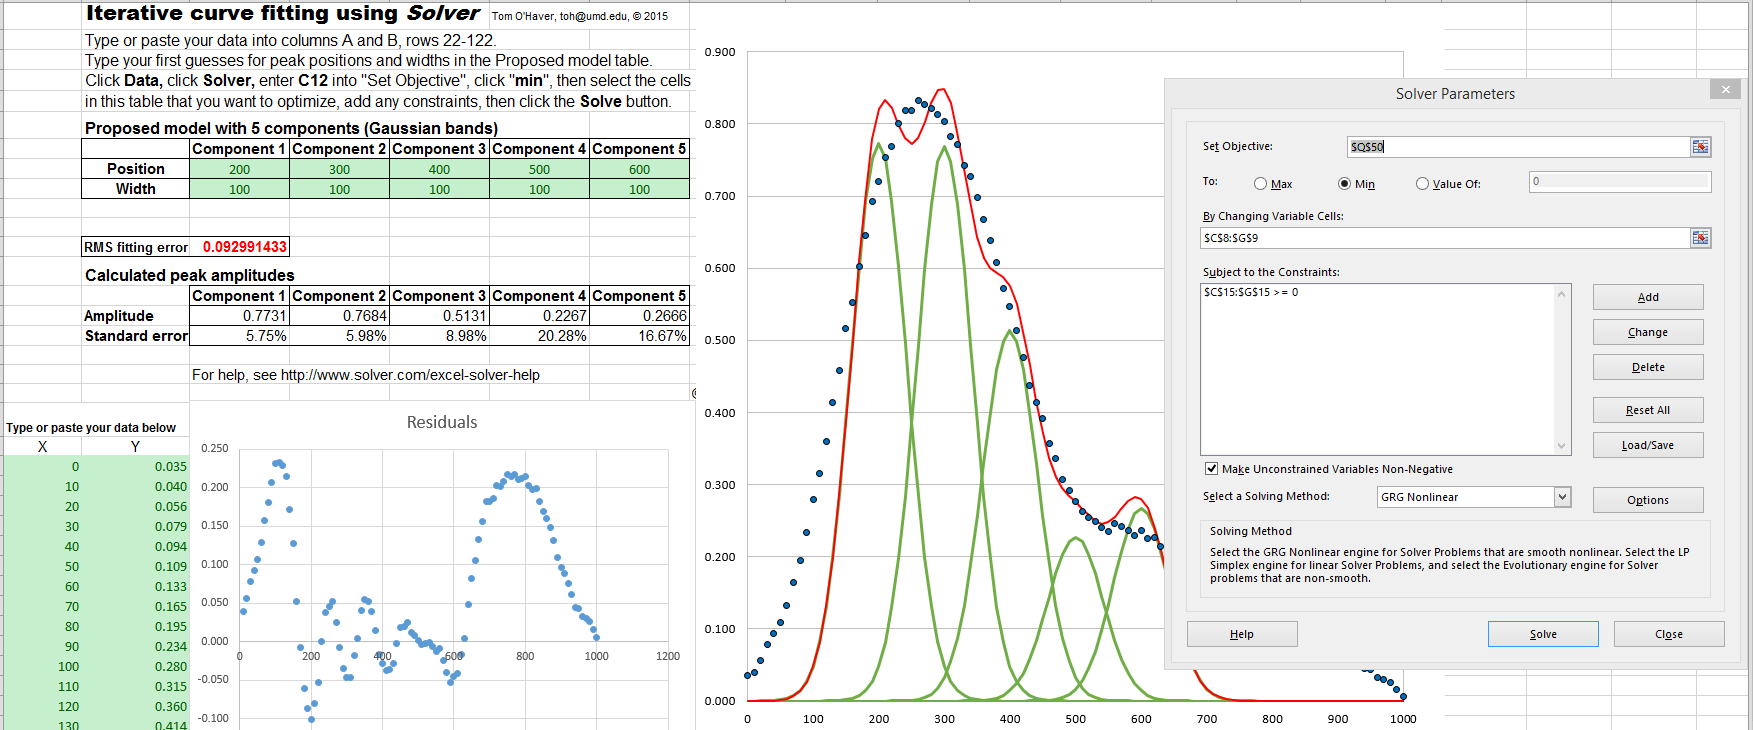 Iterative curve fitting using Solver Tom O'Haver, toh@umd.edu, © 2015
Type or paste your data into columns A and B, rows 22-122.
Type your first guesses for peak positions and widths in the Proposed model table.
Click Data, click Solver, enter C12 into "Set Objective", click "min", then select the cells
in this table that you want to optimize, add any constraints, then click the Solve button.
Proposed model with 5 components (Gaussian bands)
Component 1 Component 2 Component 3 Component 4 Component 5
Position 200 300 400 500 600
Width 100 100 100 100 100
RMS fitting error 0.092991433
Calculated peak amplitudes
Component 1 Component 2 Component 3 Component 4 Component 5
Amplitude 0.7731 0.7684 0.5131 0.2267 0.2666
Standard error 5.75% 5.98% 8.98% 20.28% 16.67%
For help, see http://www.solver.com/excel-solver-help
Type or paste your data below
X Y
0 0.035
10 0.040
20 0.056
30 0.079
40 0.094
50 0.109
60 0.133
70 0.165
80 0.195
90 0.234
100 0.280
110 0.315
120 0.360
130 0.414
Residuals
0.250
0.200
0.150
0.100
0.050
0.000
-0.050
-0.100
0 200 400 600 800 1000 1200
0.900
0.800
0.700
0.600
0.500
0.400
0.300
0.200
0.100
0.000
0 100 200 300 400 500 600 700 800 900 1000
Solver Parameters
Set Objective: $Q$50
To: Max Min Value Of: 0
By Changing Variable Cells:
$C$8:$G$9
Subject to the Constraints:
$C$15:$G$15 >= 0
Add
Change
Delete
Reset All
Load/Save
Make Unconstrained Variables Non-Negative
Select a Solving Method: GRG Nonlinear
Options
Solving Method
Select the GRG Nonlinear engine for Solver Problems that are smooth nonlinear. Select the LP
Simplex engine for linear Solver Problems, and select the Evolutionary engine for Solver
problems that are non-smooth.
Help Solve Close